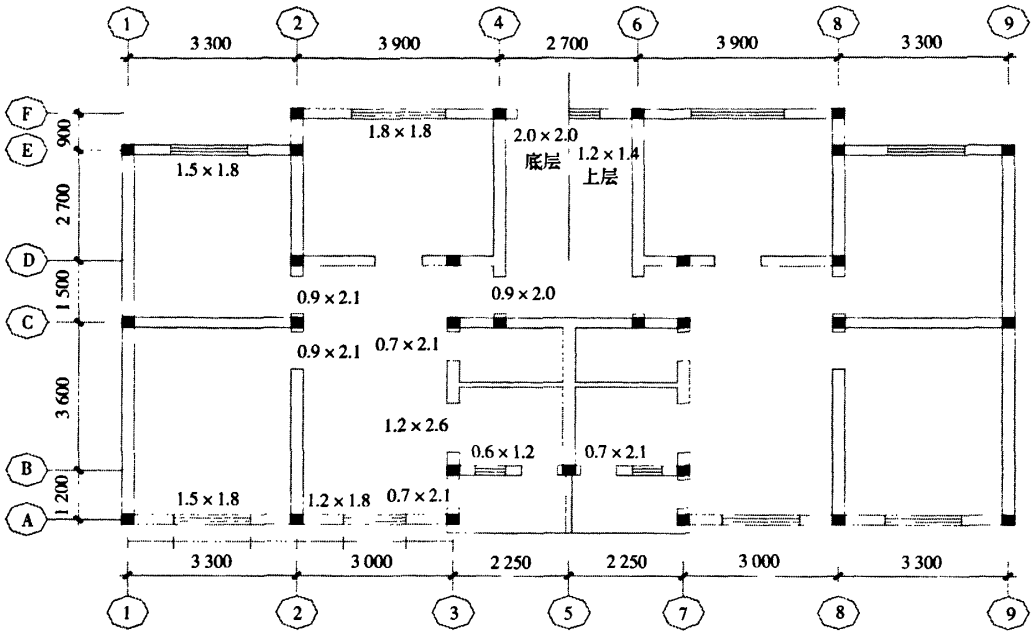 1 2 4 6 8 9
3 300 3 900 2 700 3 900 3 300
F
900
1.8 × 1.8
2.0 × 2.0
底层
1.2 × 1.4
上层
E
1.5 × 1.8
2 700
D
1 500
0.9 × 2.1 0.9 × 2.0
C
0.9 × 2.1 0.7 × 2.1
3 600
1.2 × 2.6
0.6 × 1.2 0.7 × 2.1
B
1 200
1.5 × 1.8 1.2 × 1.8 0.7 × 2.1
A
3 300 3 000 2 250 2 250 3 000 3 300
1 2 3 5 7 8 9